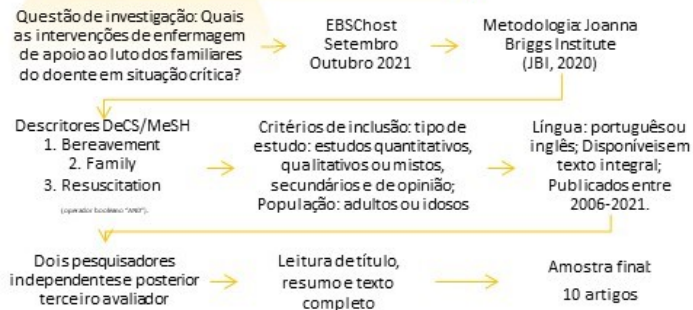 Questão de investigação: Quais
as intervenções de enfermagem
de apoio ao luto dos familiares
do doente em situação crítica?
EBSChost
Setembro
Outubro 2021
Metodologia: Joanna
Briggs Institute
(JBI, 2020)
Descritores DeCS/MeSH
1. Bereavement
2. Family
3. Resuscitation
(operador booleano "AND").
Critérios de inclusão: tipo de
estudo: estudos quantitativos,
qualitativos ou mistos,
secundários e de opinião;
População: adultos ou idosos
Língua: português ou
inglês; Disponíveis em
texto integral;
Publicados entre
2006-2021.
Dois pesquisadores
independentes e posterior
terceiro avaliador
Leitura de título,
resumo e texto
completo
Amostra final:
10 artigos